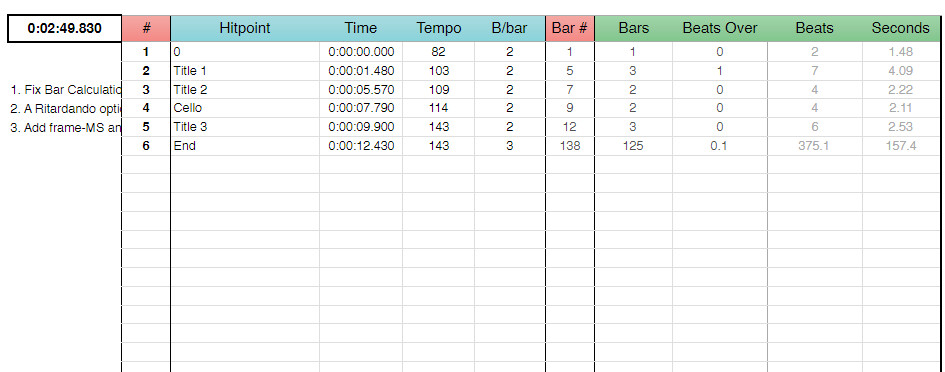 0:02:49.830 # Hitpoint Time Tempo B/bar Bar # Bars Beats Over Beats Seconds
1 0 0:00:00.000 82 2 1 1 0 2 1.48
2 Title 1 0:00:01.480 103 2 5 3 1 7 4.09
1. Fix Bar Calculatio 3 Title 2 0:00:05.570 109 2 7 2 0 4 2.22
2. A Ritardando opti 4 Cello 0:00:07.790 114 2 9 2 0 4 2.11
3. Add frame-MS an 5 Title 3 0:00:09.900 143 2 12 3 0 6 2.53
6 End 0:00:12.430 143 3 138 125 0.1 375.1 157.4